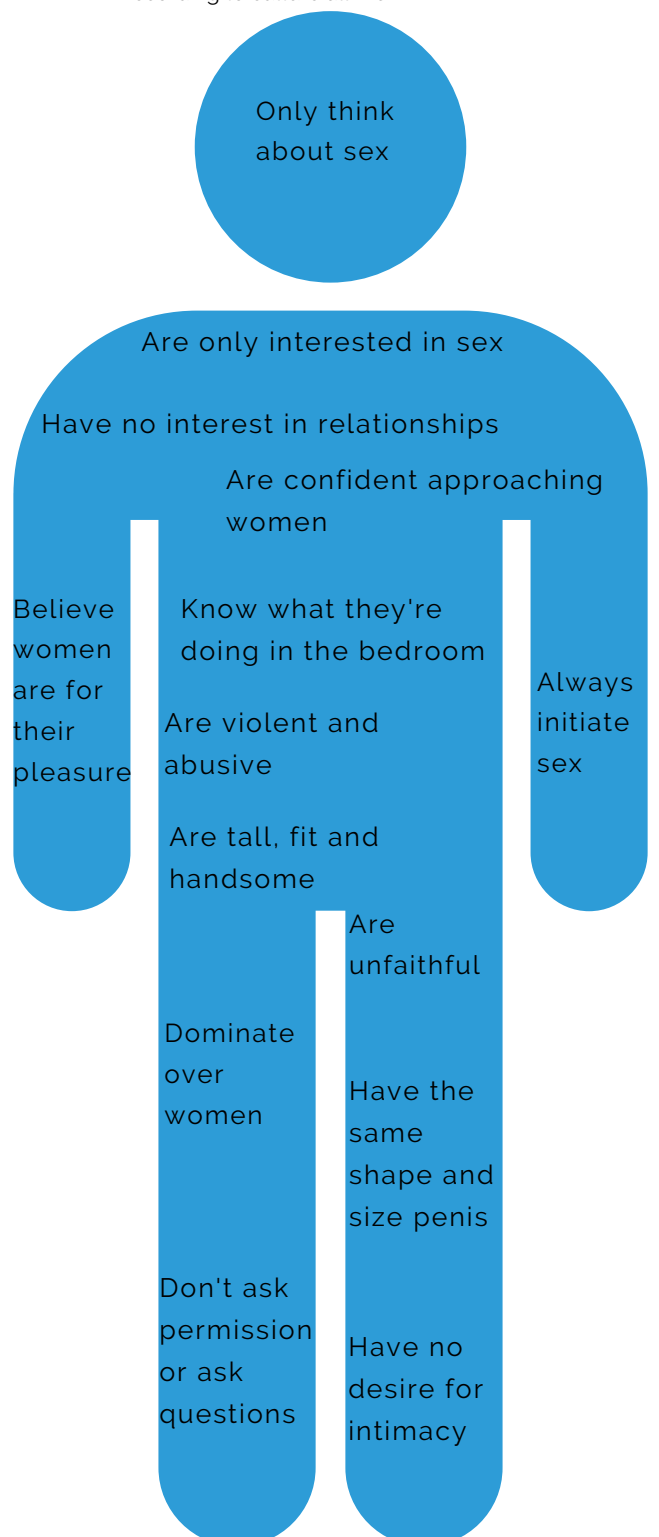 Only think
about sex
Are only interested in sex
Have no interest in relationships
Are confident approaching
women
Believe
women
are for
their
pleasure
Know what they're
doing in the bedroom
Always
initiate
sex
Are violent and
abusive
Are tall, fit and
handsome
Are
unfaithful
Dominate
over
women
Have the
same
shape and
size penis
Don't ask
permission
or ask
questions
Have no
desire for
intimacy